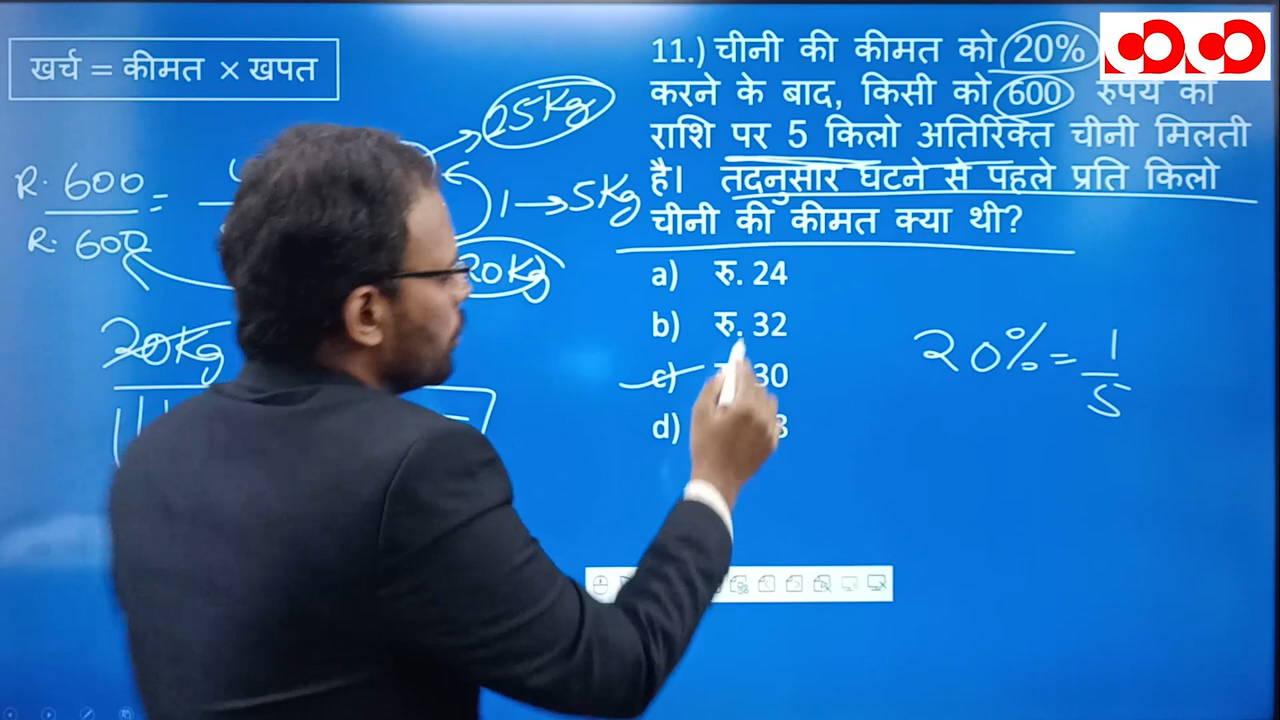 खर्च = कीमत × खपत
11.) चीनी की कीमत को 20%
करने के बाद, किसी को 600 रुपये की
राशि पर 5 किलो अतिरिक्त चीनी मिलती
है। तदनुसार घटने से पहले प्रति किलो
चीनी की कीमत क्या थी?
a) रु. 24
b) रु. 32
c) 30
d)
25Kg
R. 600 =
R. 600
1 → 5Kg
20Kg
20Kg
20% = 1/5